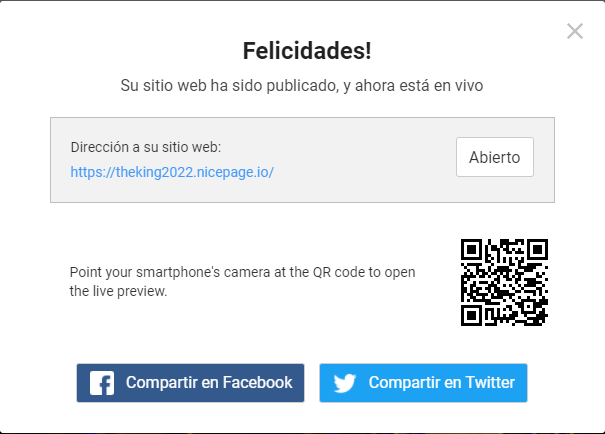 Felicidades!
Su sitio web ha sido publicado, y ahora está en vivo
Dirección a su sitio web:
https://theking2022.nicepage.io/
Abierto
Point your smartphone's camera at the QR code to open
the live preview.
Compartir en Facebook
Compartir en Twitter